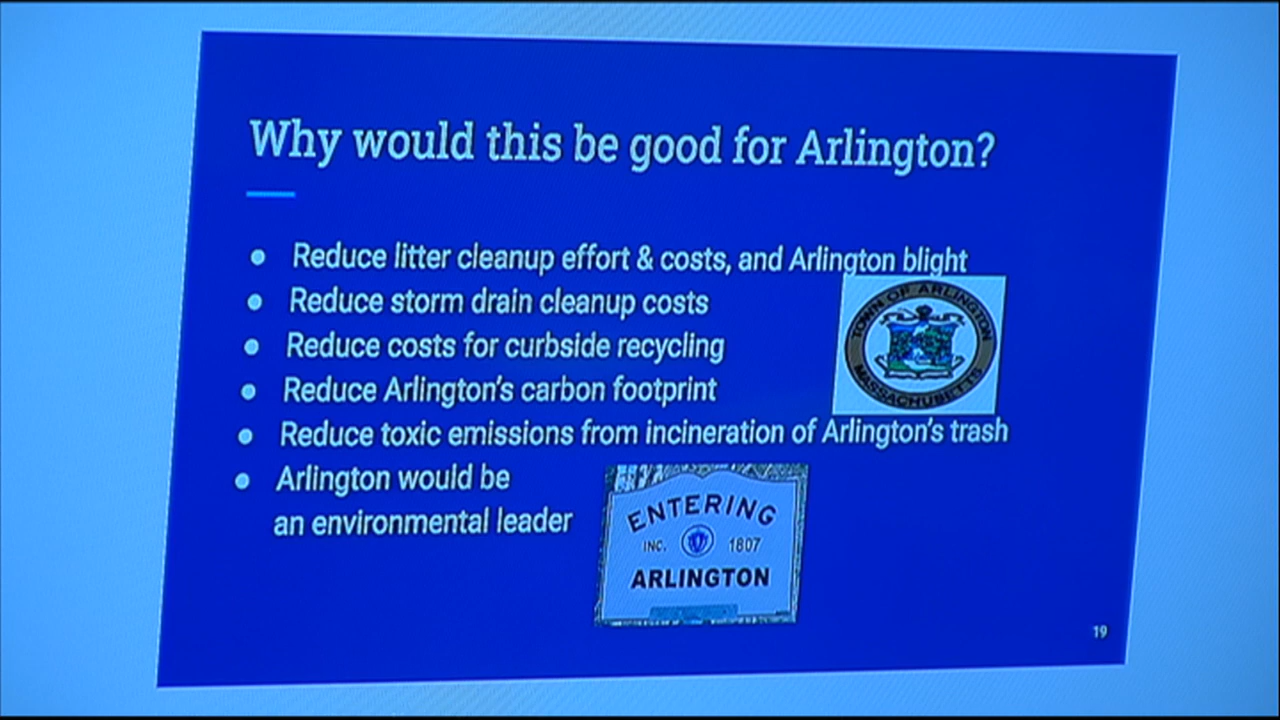 Why would this be good for Arlington?
● Reduce litter cleanup effort & costs, and Arlington blight
● Reduce storm drain cleanup costs
● Reduce costs for curbside recycling
● Reduce Arlington's carbon footprint
● Reduce toxic emissions from incineration of Arlington's trash
● Arlington would be
an environmental leader
TOWN OF ARLINGTON
MASSACHUSETTS
ENTERING
INC. 1807
ARLINGTON
19